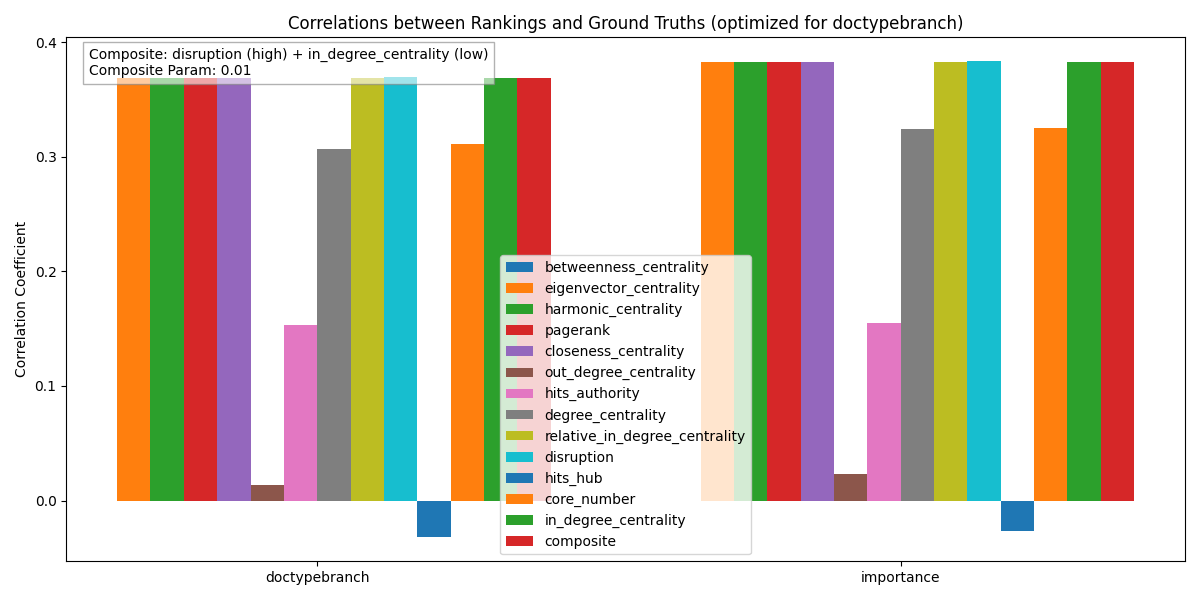 Correlations between Rankings and Ground Truths (optimized for doctypebranch)
Composite: disruption (high) + in_degree_centrality (low)
Composite Param: 0.01
Correlation Coefficient
0.4
0.3
0.2
0.1
0.0
betweenness_centrality
eigenvector_centrality
harmonic_centrality
pagerank
closeness_centrality
out_degree_centrality
hits_authority
degree_centrality
relative_in_degree_centrality
disruption
hits_hub
core_number
in_degree_centrality
composite
doctypebranch
importance